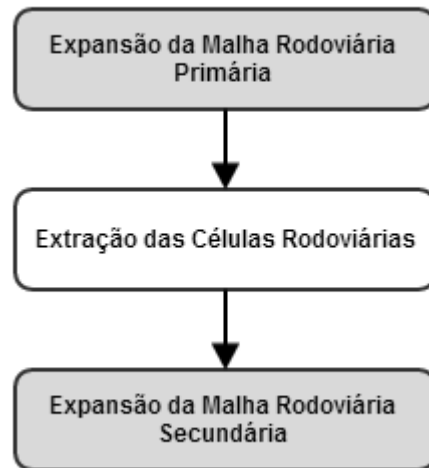 Expansão da Malha Rodoviária
Primária
Extração das Células Rodoviárias
Expansão da Malha Rodoviária
Secundária